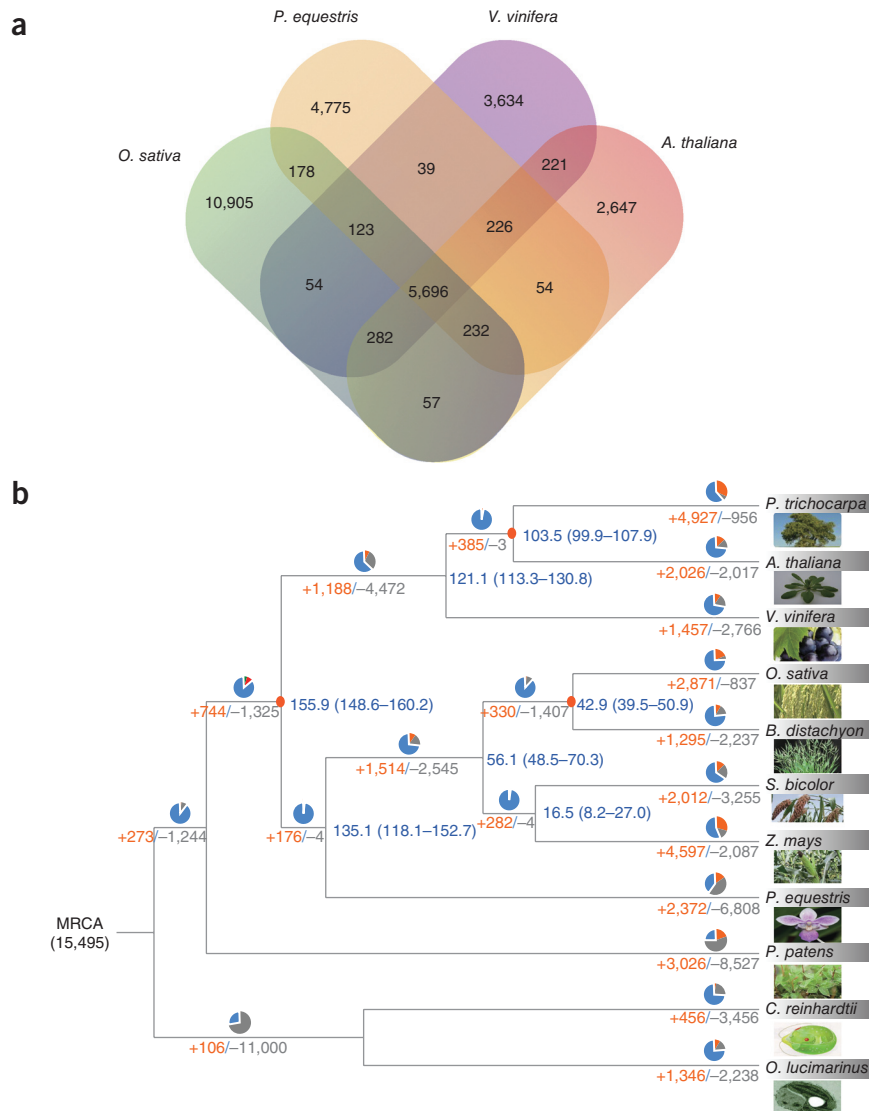 a
P. equestris
V. vinifera
O. sativa
A. thaliana
4,775
3,634
178
39
221
10,905
2,647
123
226
54
5,696
54
282
232
57
b
P. trichocarpa
+4,927/–956
+385/–3
103.5 (99.9–107.9)
A. thaliana
+2,026/–2,017
+1,188/–4,472
121.1 (113.3–130.8)
V. vinifera
+1,457/–2,766
O. sativa
+2,871/–837
+744/–1,325
155.9 (148.6–160.2)
+330/–1,407
42.9 (39.5–50.9)
B. distachyon
+1,295/–2,237
+1,514/–2,545
56.1 (48.5–70.3)
S. bicolor
+2,012/–3,255
16.5 (8.2–27.0)
+273/–1,244
+176/–4
135.1 (118.1–152.7)
+282/–4
Z. mays
+4,597/–2,087
P. equestris
+2,372/–6,808
MRCA
(15,495)
P. patens
+3,026/–8,527
C. reinhardtii
+456/–3,456
+106/–11,000
O. lucimarinus
+1,346/–2,238